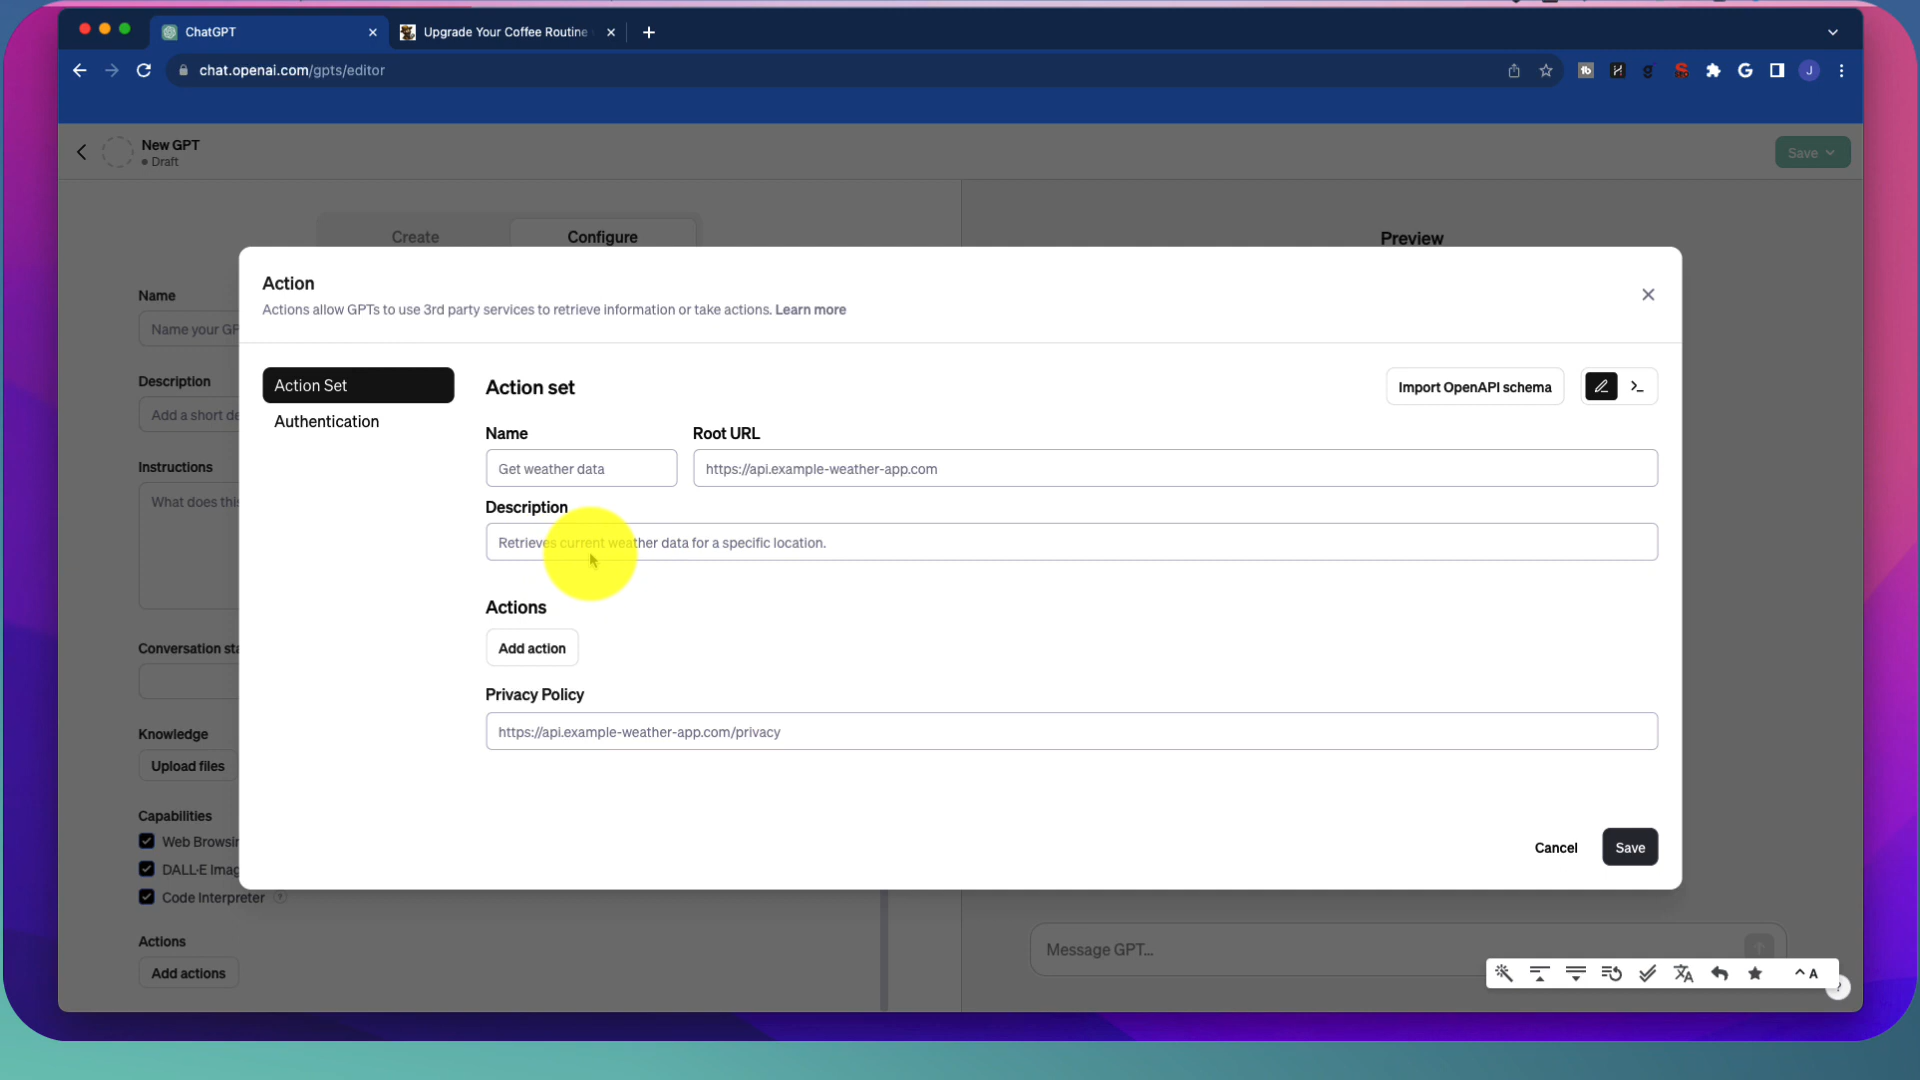 ChatGPT
Upgrade Your Coffee Routine
chat.openai.com/gpts/editor
J
New GPT
Draft
Save
Create
Configure
Preview
Action
Actions allow GPTs to use 3rd party services to retrieve information or take actions. Learn more
Action Set
Authentication
Action set
Import OpenAPI schema
Name
Root URL
Get weather data
https://api.example-weather-app.com
Description
Retrieves current weather data for a specific location.
Actions
Add action
Privacy Policy
https://api.example-weather-app.com/privacy
Cancel
Save
Name
Name your GP
Description
Add a short de
Instructions
What does this
Conversation sta
Knowledge
Upload files
Capabilities
Web Browsin
DALL·E Imag
Code Interpreter
Actions
Add actions
Message GPT...
A